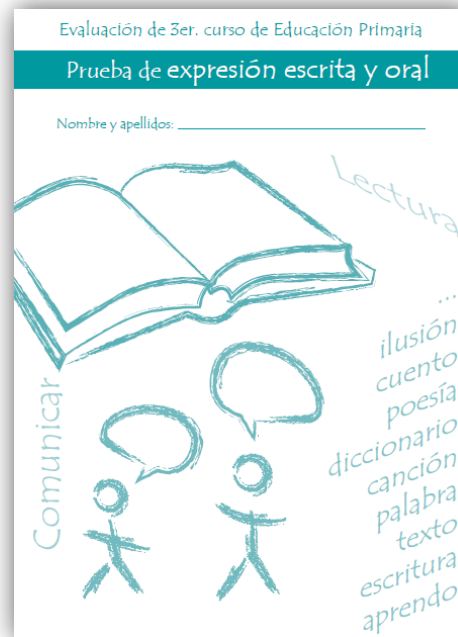 Evaluación de 3er. curso de Educación Primaria
Prueba de expresión escrita y oral
Nombre y apellidos:
Lectura
...
ilusión
cuento
poesía
diccionario
canción
palabra
texto
escritura
aprendo
Comunicar